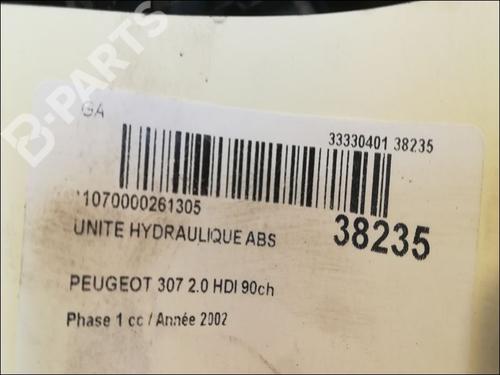 B-PARTS
GA
33330401 38235
1070000261305
UNITE HYDRAULIQUE ABS
38235
PEUGEOT 307 2.0 HDI 90ch
Phase 1 cc / Année 2002